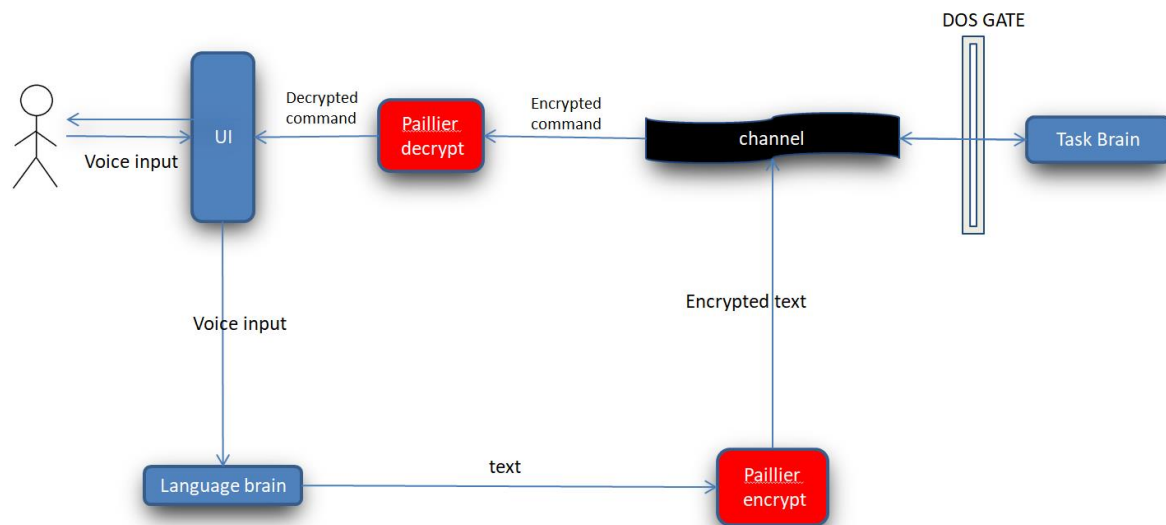 DOS GATE
Decrypted
command
Encrypted
command
Paillier
decrypt
UI
channel
Task Brain
Voice input
Encrypted text
Voice input
text
Language brain
Paillier
encrypt